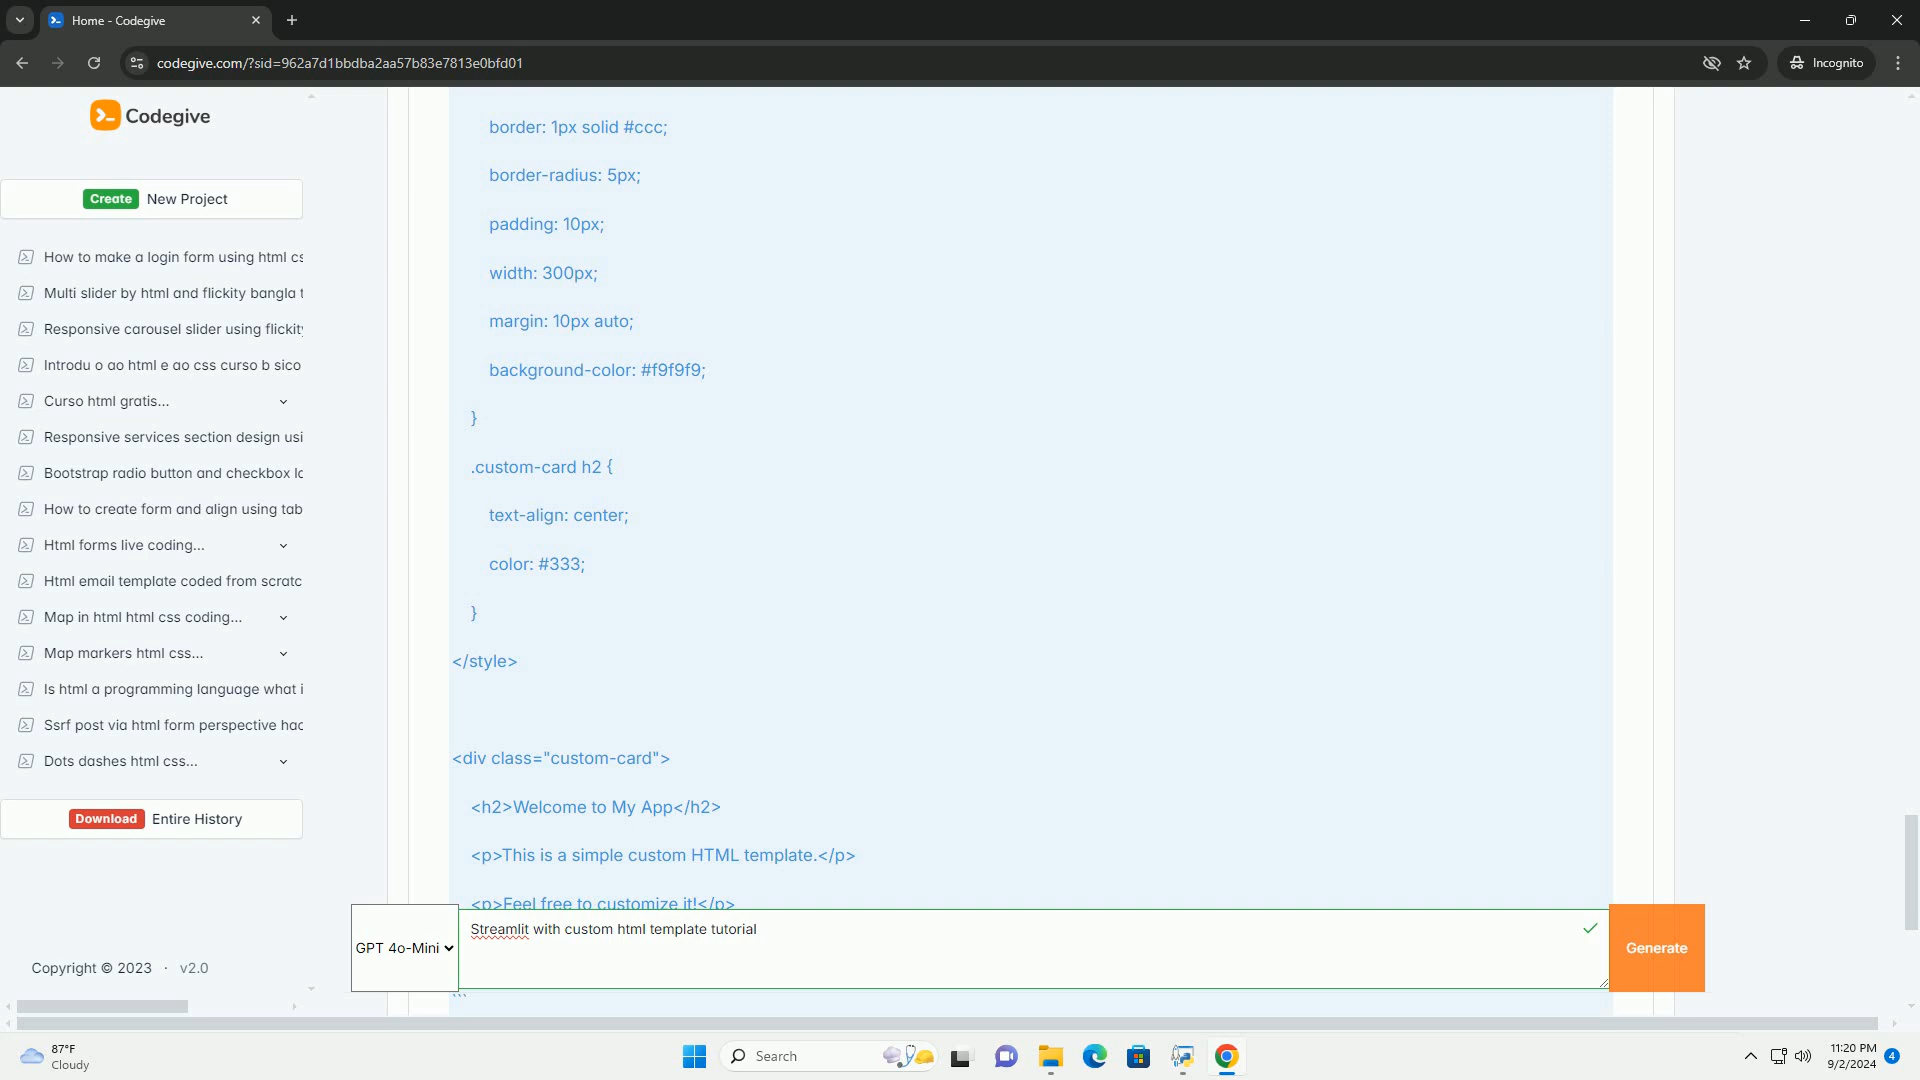 Home - Codegive
codegive.com/?sid=962a7d1bbdba2aa57b83e7813e0bfd01
Incognito
Codegive
Create New Project
How to make a login form using html cs
Multi slider by html and flickity bangla t
Responsive carousel slider using flickity
Introdu o ao html e ao css curso b sico
Curso html gratis...
Responsive services section design usi
Bootstrap radio button and checkbox lo
How to create form and align using tab
Html forms live coding...
Html email template coded from scratc
Map in html html css coding...
Map markers html css...
Is html a programming language what i
Ssrf post via html form perspective hac
Dots dashes html css...
Download Entire History
Copyright © 2023 · v2.0
border: 1px solid #ccc;
border-radius: 5px;
padding: 10px;
width: 300px;
margin: 10px auto;
background-color: #f9f9f9;
}
.custom-card h2 {
text-align: center;
color: #333;
}
</style>
<div class="custom-card">
<h2>Welcome to My App</h2>
<p>This is a simple custom HTML template.</p>
<p>Feel free to customize it!</p>
GPT 4o-Mini
Streamlit with custom html template tutorial
Generate
```
87°F
Cloudy
Search
11:20 PM
9/2/2024
4